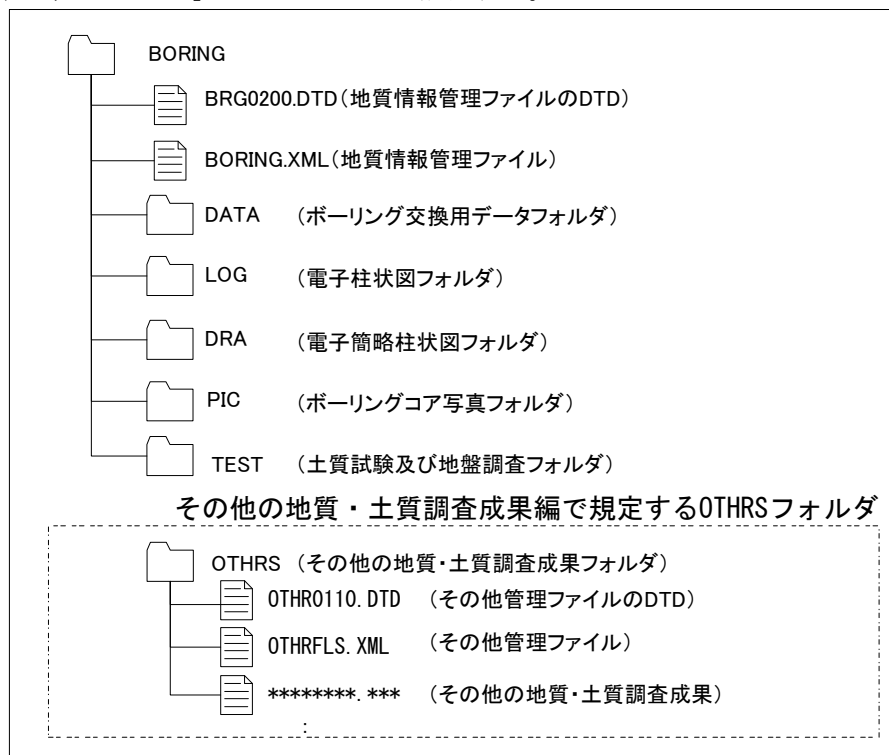 BORING
BRG0200.DTD(地質情報管理ファイルのDTD)
BORING.XML(地質情報管理ファイル)
DATA (ボーリング交換用データフォルダ)
LOG (電子柱状図フォルダ)
DRA (電子簡略柱状図フォルダ)
PIC (ボーリングコア写真フォルダ)
TEST (土質試験及び地盤調査フォルダ)
その他の地質・土質調査成果編で規定するOTHRSフォルダ
OTHRS (その他の地質・土質調査成果フォルダ)
OTHR0110.DTD (その他管理ファイルのDTD)
OTHRFLS.XML (その他管理ファイル)
********.*** (その他の地質・土質調査成果)
: